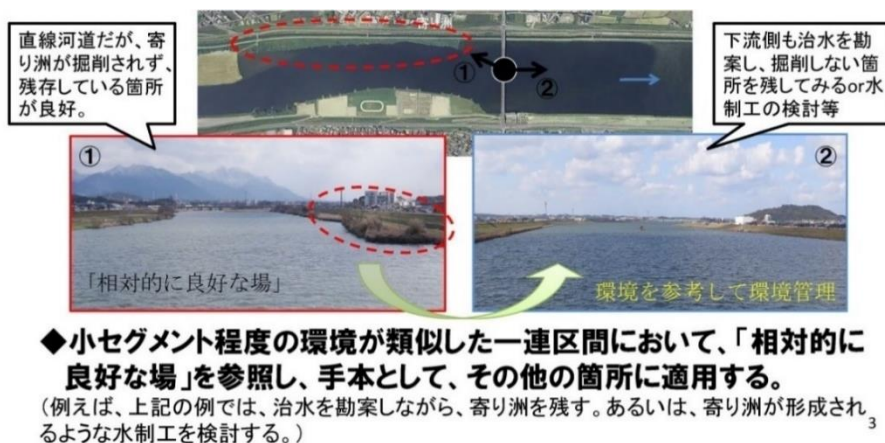 直線河道だが、寄
り洲が掘削されず、
残存している箇所
が良好。
①
②
下流側も治水を勘
案し、掘削しない箇
所を残してみるor水
制工の検討等
①
「相対的に良好な場」
②
環境を参考して環境管理
◆小セグメント程度の環境が類似した一連区間において、「相対的に
良好な場」を参照し、手本として、その他の箇所に適用する。
(例えば、上記の例では、治水を勘案しながら、寄り洲を残す。あるいは、寄り洲が形成され
るような水制工を検討する。)
3